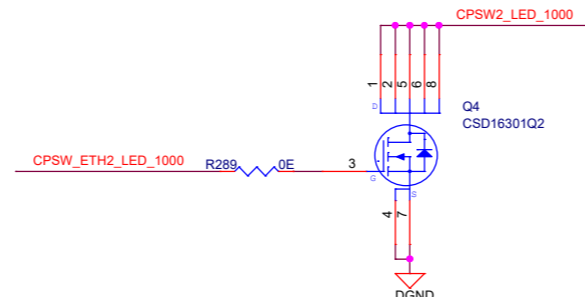 CPSW2_LED_1000
1
2
5
6
8
D
Q4
CSD16301Q2
CPSW_ETH2_LED_1000
R289
0E
3
G
S
4
7
DGND